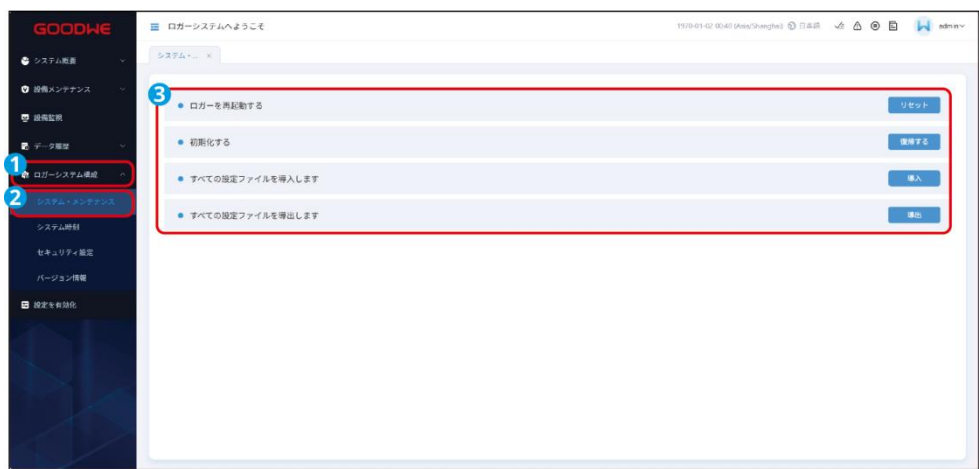 GOODWE
ロガーシステムへようこそ
1970-01-02 00:40 (Asia/Shanghai) 日本語
admin
システム概要
システム・... ×
設備メンテナンス
設備監視
データ履歴
1
ロガーシステム構成
2
システム・メンテナンス
システム時刻
セキュリティ設定
バージョン情報
設定を有効化
3
ロガーを再起動する
リセット
初期化する
復帰する
すべての設定ファイルを導入します
導入
すべての設定ファイルを導出します
導出